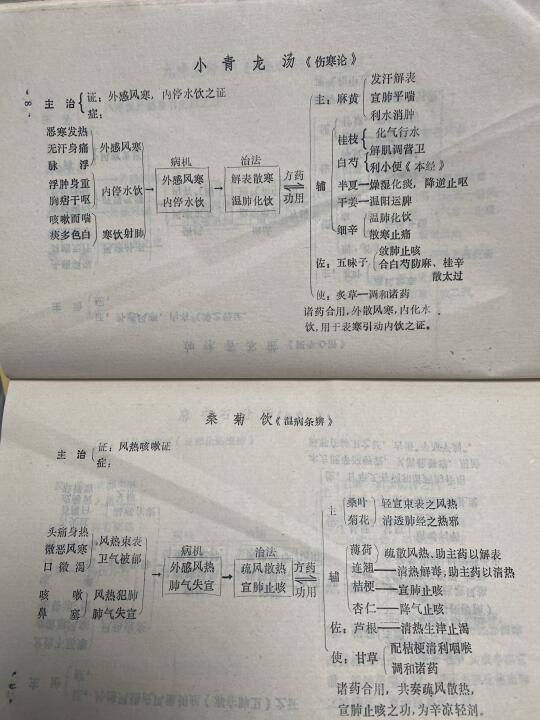 小青龙汤《伤寒论》
·8·
主治
证：外感风寒，内停水饮之证
症：
恶寒发热
无汗身痛
脉浮
外感风寒
浮肿身重
胸痞干呕
内停水饮
咳嗽而喘
痰多色白
寒饮射肺
病机
外感风寒
内停水饮
治法
解表散寒
温肺化饮
方药
功用
主：麻黄
发汗解表
宣肺平喘
利水消肿
辅
桂枝
化气行水
解肌调营卫
白芍
利小便《本经》
半夏—燥湿化痰，降逆止呕
干姜—温阳运脾
细辛
温肺化饮
散寒止痛
佐：五味子
敛肺止咳
合白芍防麻、桂辛
散太过
使：炙草—调和诸药
诸药合用，外散风寒，内化水
饮，用于表寒引动内饮之证。
桑菊饮《温病条辨》
主治
证：风热咳嗽证
症：
头痛身热
微恶风寒
口微渴
风热束表
卫气被郁
咳嗽
鼻塞
风热犯肺
肺气失宣
病机
外感风热
肺气失宣
治法
疏风散热
宣肺止咳
方药
功用
主
桑叶
菊花
轻宣束表之风热
清透肺经之热邪
辅
薄荷
疏散风热，助主药以解表
连翘—清热解毒，助主药以清热
桔梗—宣肺止咳
杏仁—降气止咳
佐：芦根—清热生津止渴
使：甘草
配桔梗清利咽喉
调和诸药
诸药合用，共奏疏风散热，
宣肺止咳之功，为辛凉轻剂。